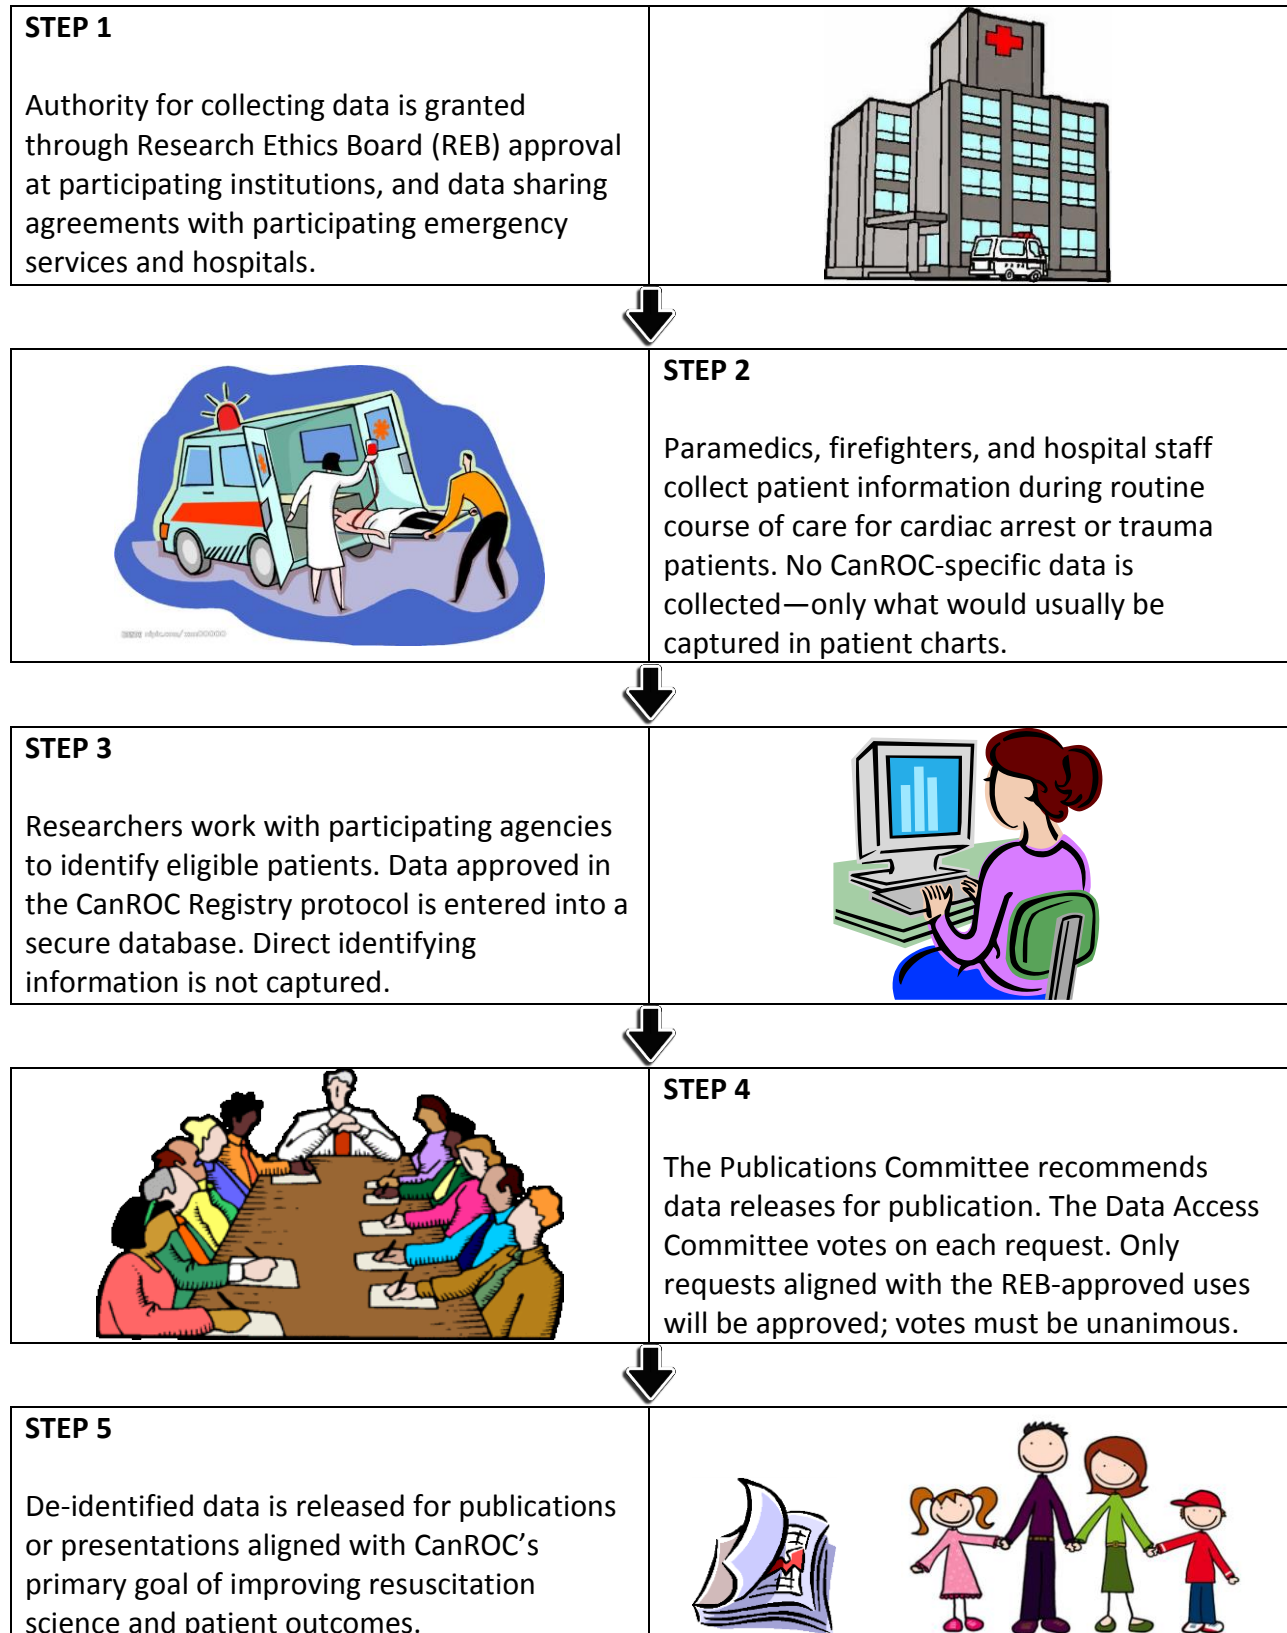 STEP 1
Authority for collecting data is granted
through Research Ethics Board (REB) approval
at participating institutions, and data sharing
agreements with participating emergency
services and hospitals.
STEP 2
Paramedics, firefighters, and hospital staff
collect patient information during routine
course of care for cardiac arrest or trauma
patients. No CanROC-specific data is
collected—only what would usually be
captured in patient charts.
STEP 3
Researchers work with participating agencies
to identify eligible patients. Data approved in
the CanROC Registry protocol is entered into a
secure database. Direct identifying
information is not captured.
STEP 4
The Publications Committee recommends
data releases for publication. The Data Access
Committee votes on each request. Only
requests aligned with the REB-approved uses
will be approved; votes must be unanimous.
STEP 5
De-identified data is released for publications
or presentations aligned with CanROC’s
primary goal of improving resuscitation
science and patient outcomes.